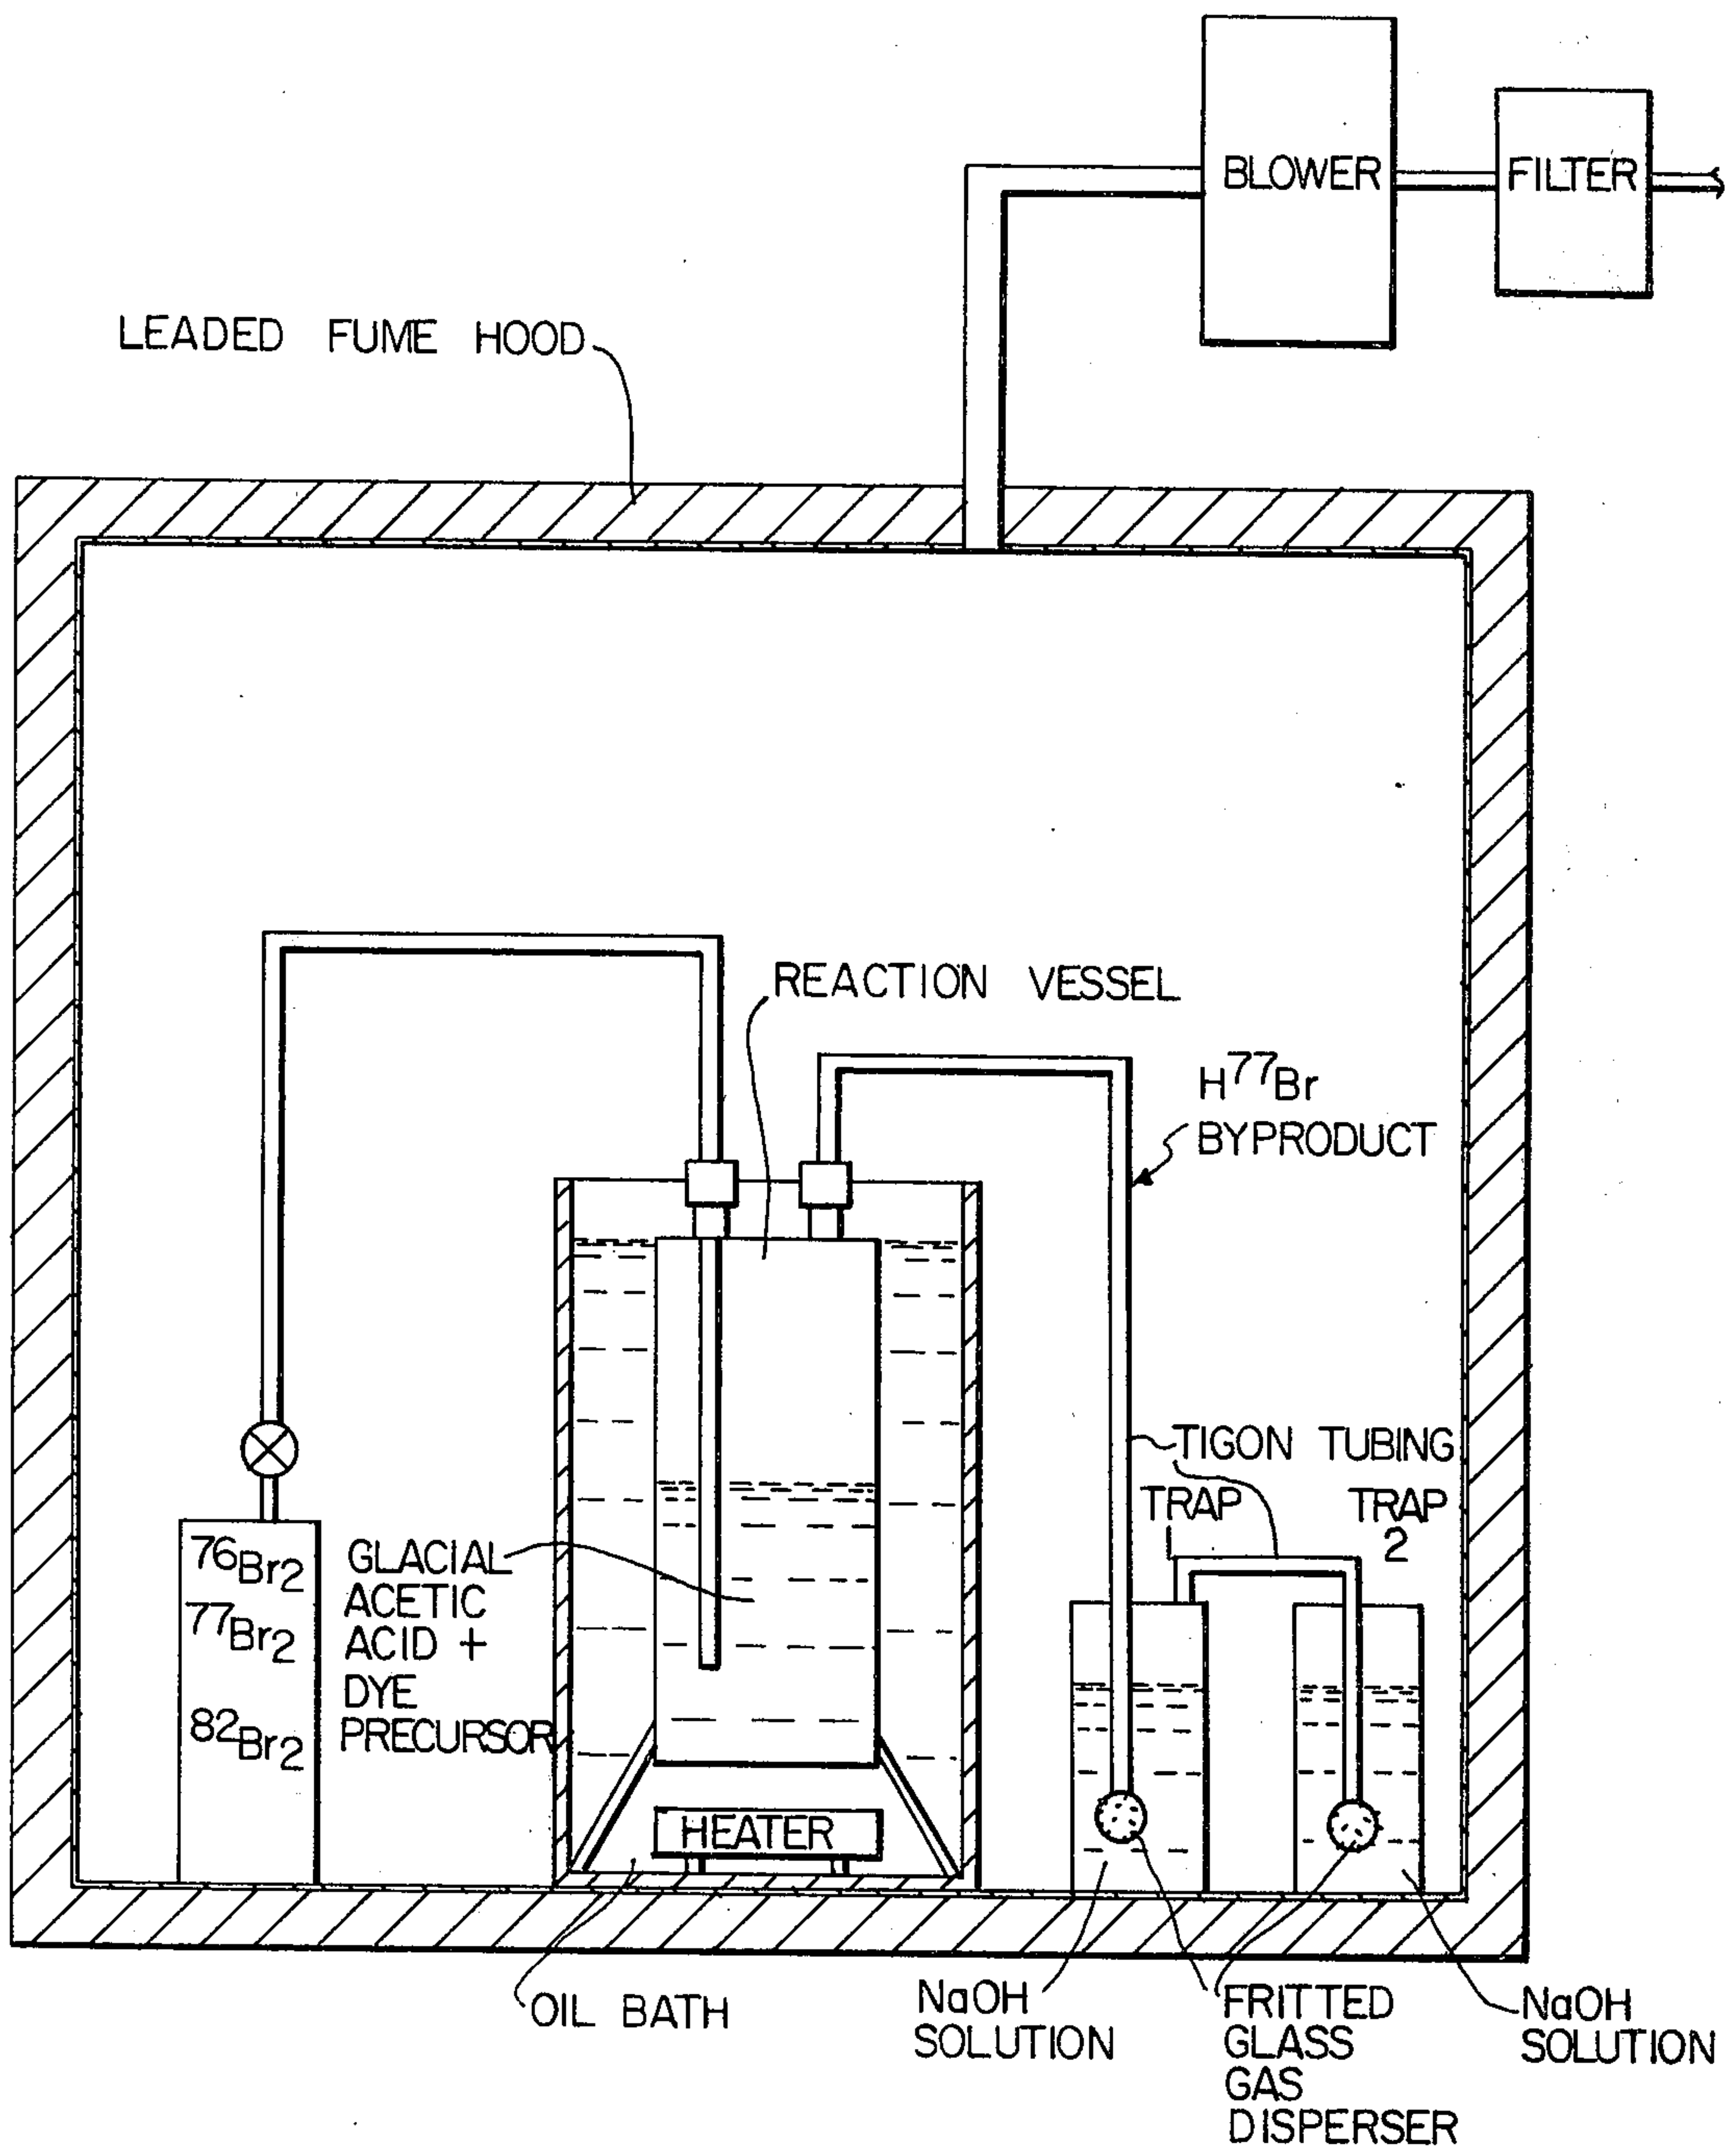 BLOWER
FILTER
LEADED FUME HOOD
REACTION VESSEL
H77Br
BYPRODUCT
TIGON TUBING
TRAP
1
TRAP
2
76Br2
77Br2
82Br2
GLACIAL
ACETIC
ACID +
DYE
PRECURSOR
HEATER
OIL BATH
NaOH
SOLUTION
FRITTED
GLASS
GAS
DISPERSER
NaOH
SOLUTION